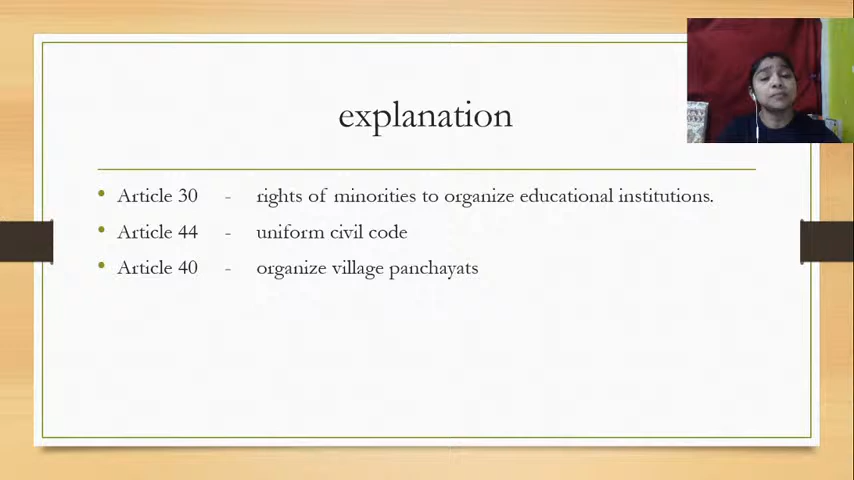 explanation
• Article 30 - rights of minorities to organize educational institutions.
• Article 44 - uniform civil code
• Article 40 - organize village panchayats